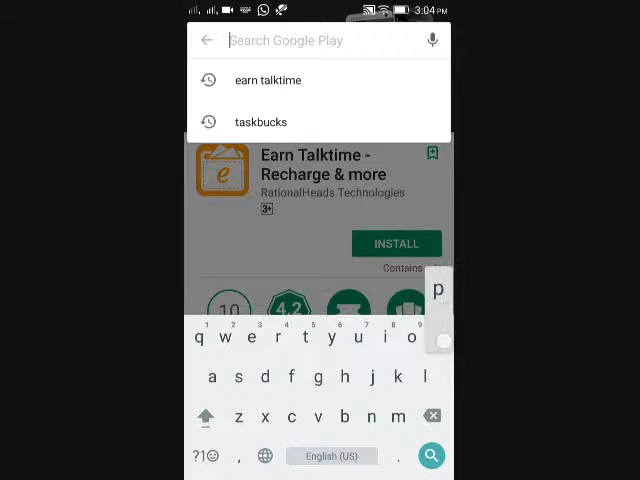 3:04 PM
Search Google Play
earn talktime
taskbucks
e
Earn Talktime -
Recharge & more
RationalHeads Technologies
3+
INSTALL
Contains
10
4.2
p
1 2 3 4 5 6 7 8 9
q w e r t y u i o
a s d f g h j k l
z x c v b n m
?1☺ , English (US) .